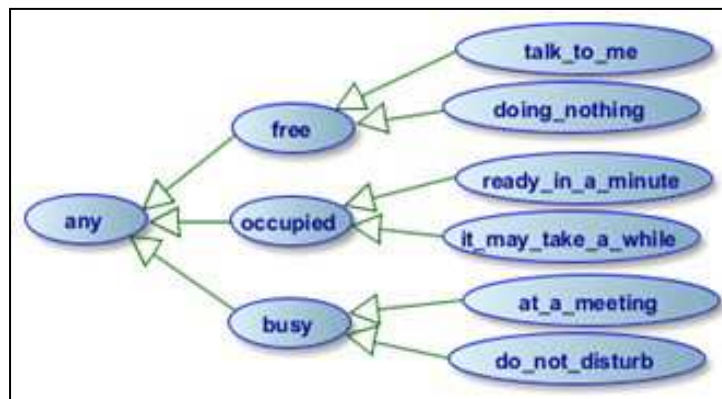 talk_to_me
doing_nothing
free
ready_in_a_minute
any
occupied
it_may_take_a_while
at_a_meeting
busy
do_not_disturb